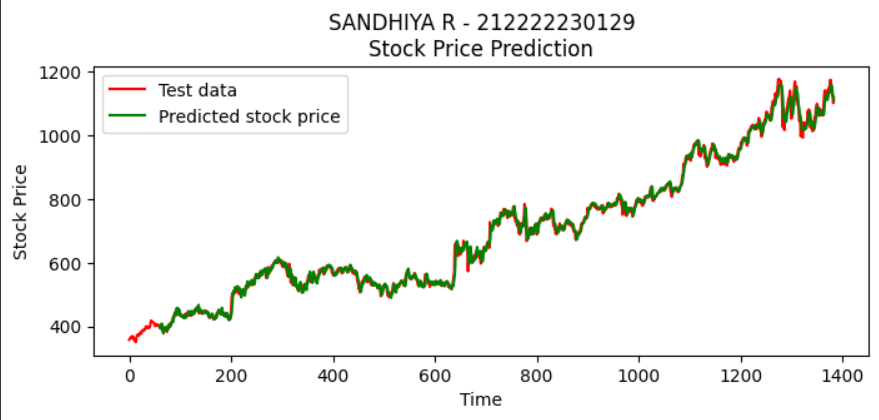 SANDHIYA R - 212222230129
Stock Price Prediction
1200
1000
800
600
400
Stock Price
Test data
Predicted stock price
0 200 400 600 800 1000 1200 1400
Time